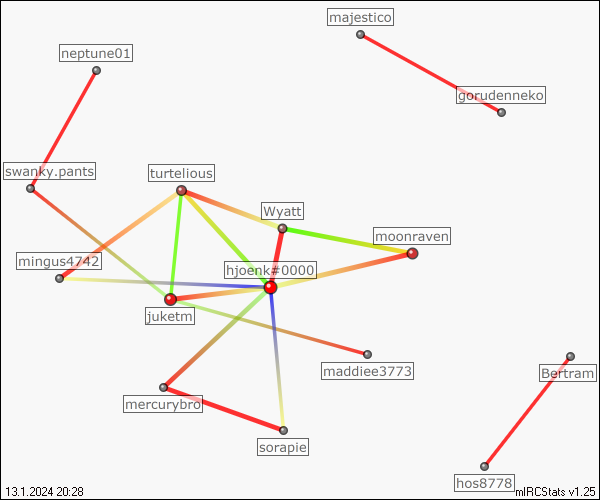 majestico
neptune01
gorudenneko
swanky.pants
turtelious
Wyatt
moonraven
mingus4742
hjoenk#0000
juketm
maddiee3773
Bertram
mercurybro
sorapie
hos8778
13.1.2024 20:28
mIRCStats v1.25